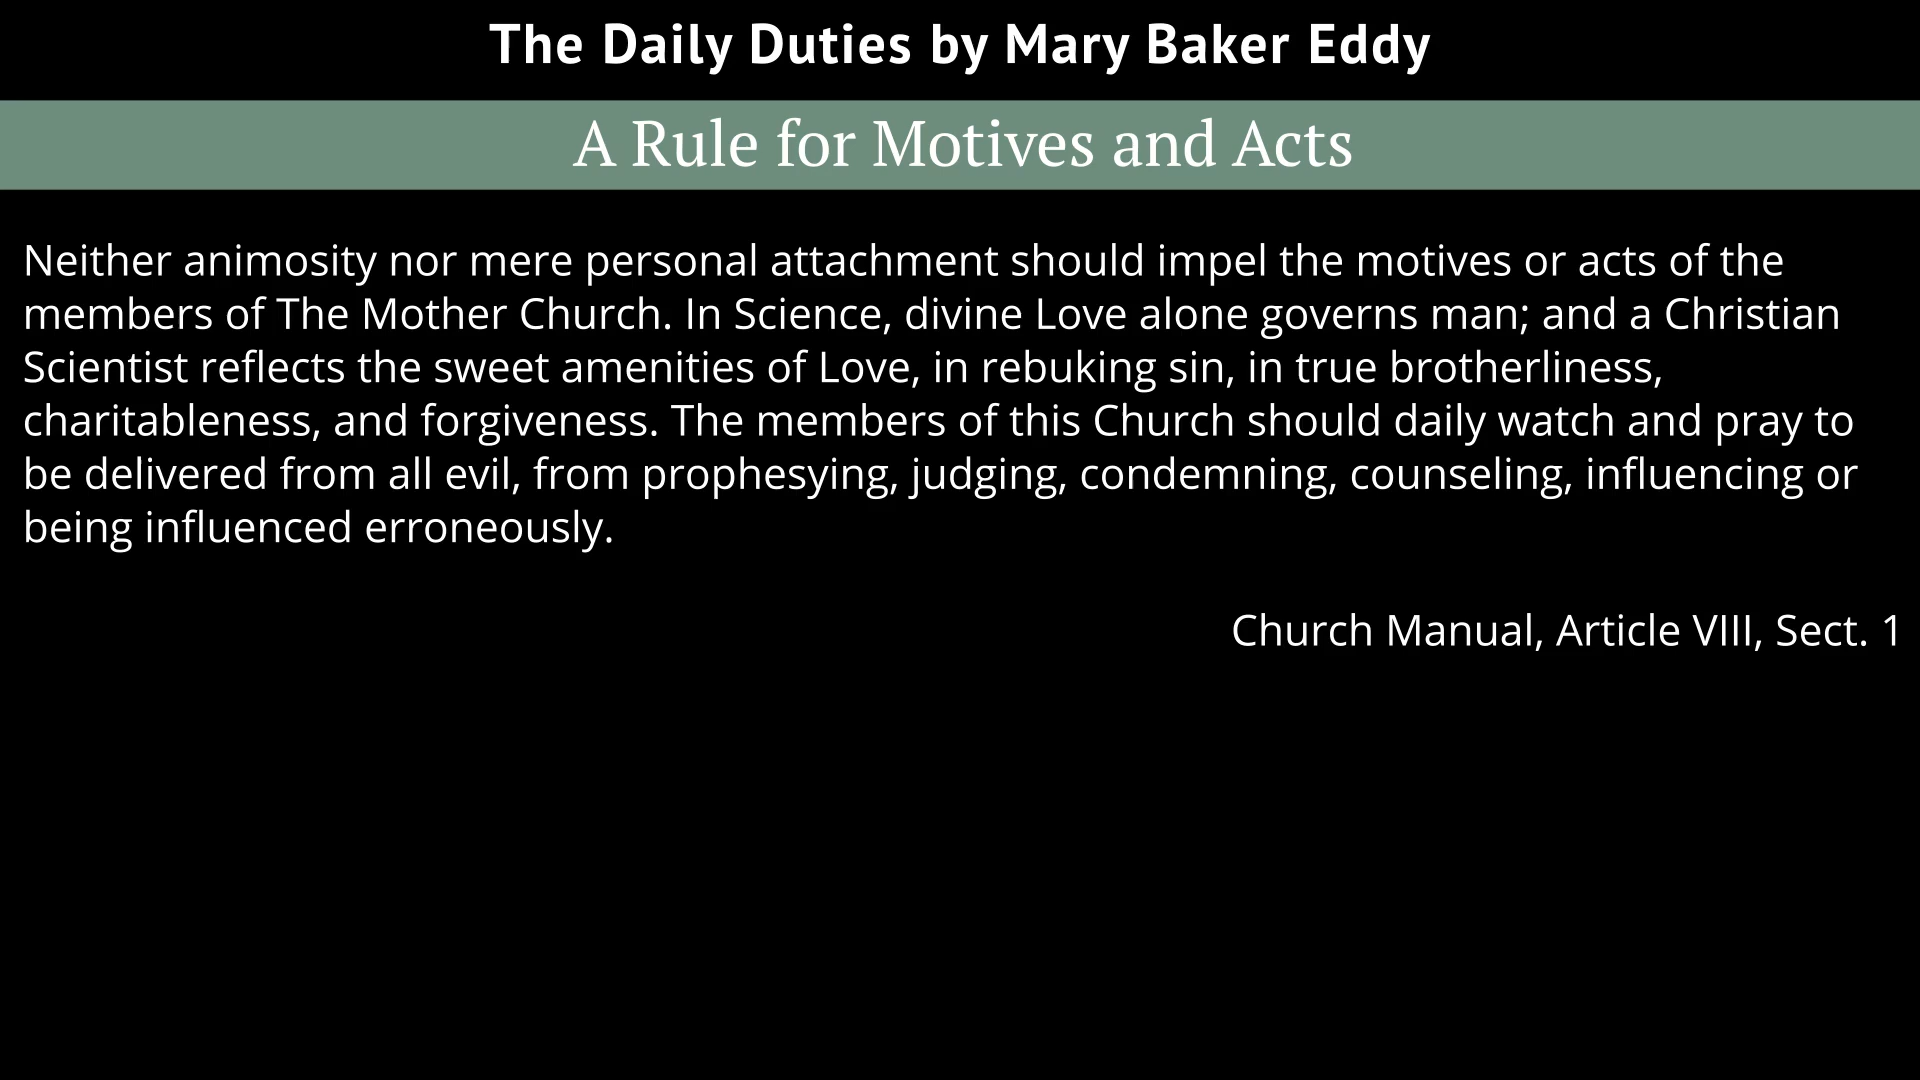 The Daily Duties by Mary Baker Eddy
A Rule for Motives and Acts
Neither animosity nor mere personal attachment should impel the motives or acts of the
members of The Mother Church. In Science, divine Love alone governs man; and a Christian
Scientist reflects the sweet amenities of Love, in rebuking sin, in true brotherliness,
charitableness, and forgiveness. The members of this Church should daily watch and pray to
be delivered from all evil, from prophesying, judging, condemning, counseling, influencing or
being influenced erroneously.
Church Manual, Article VIII, Sect. 1